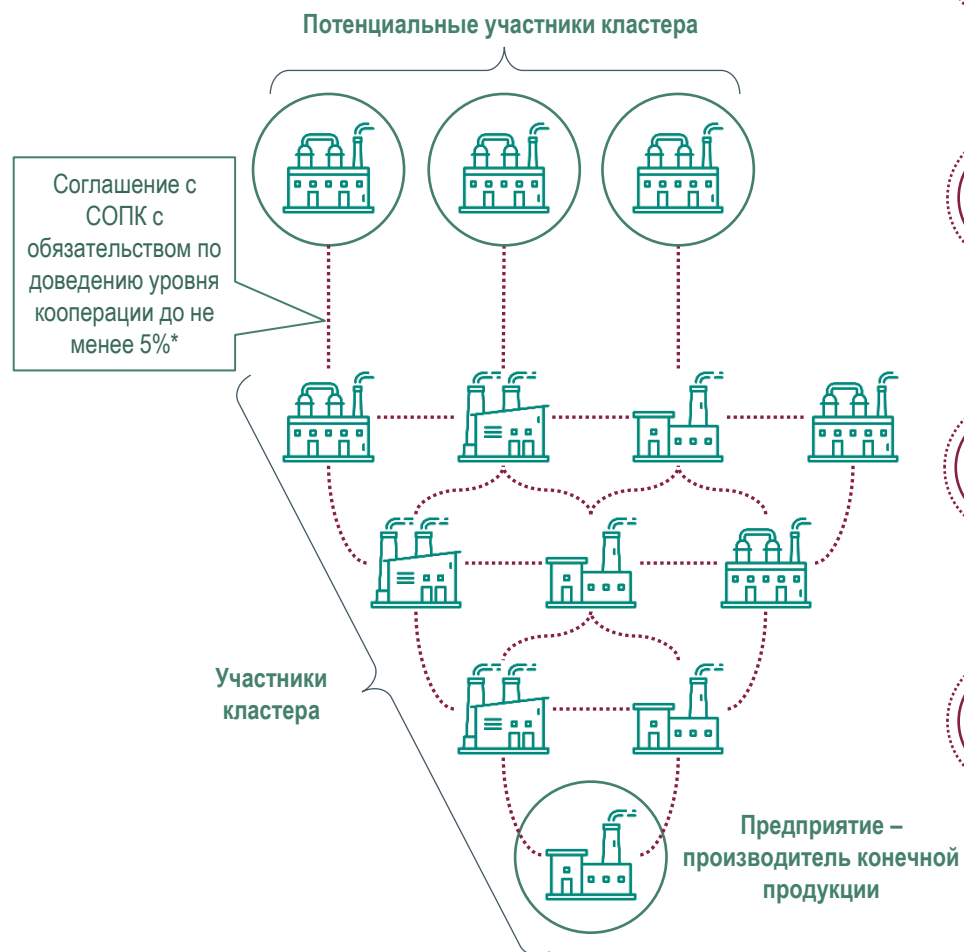 Потенциальные участники кластера
Соглашение с
СОПК с
обязательством по
доведению уровня
кооперации до не
менее 5%*
Участники
кластера
Предприятие –
производитель конечной
продукции